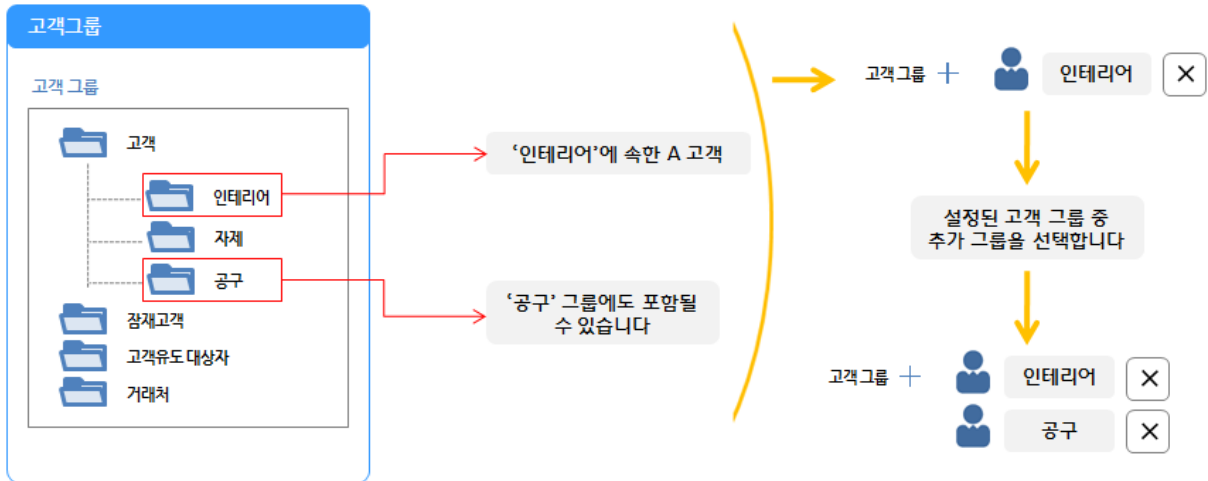 고객그룹
고객 그룹
고객
인테리어
자제
공구
잠재고객
고객유도 대상자
거래처
‘인테리어’에 속한 A 고객
‘공구’ 그룹에도 포함될
수 있습니다
고객그룹 +
인테리어
설정된 고객 그룹 중
추가 그룹을 선택합니다
고객그룹 +
인테리어
공구